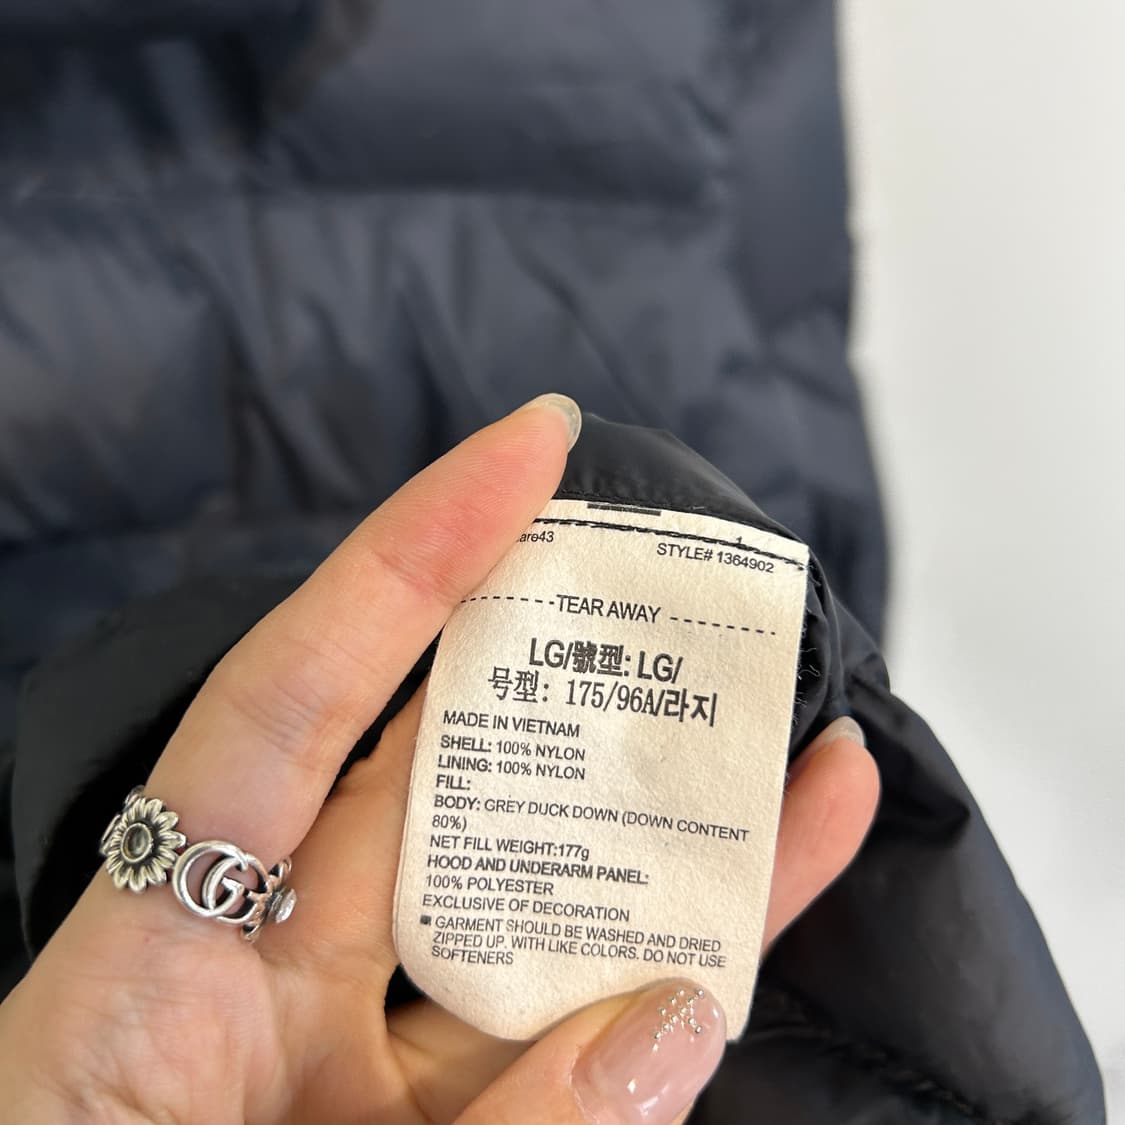 are43
STYLE# 1364902
TEAR AWAY
LG/號型: LG/
号型: 175/96A/라지
MADE IN VIETNAM
SHELL: 100% NYLON
LINING: 100% NYLON
FILL:
BODY: GREY DUCK DOWN (DOWN CONTENT
80%)
NET FILL WEIGHT:177g
HOOD AND UNDERARM PANEL:
100% POLYESTER
EXCLUSIVE OF DECORATION
GARMENT SHOULD BE WASHED AND DRIED
ZIPPED UP. WITH LIKE COLORS. DO NOT USE
SOFTENERS